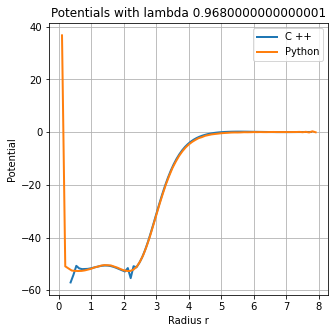 Potentials with lambda 0.9680000000000001
C ++
Python
40
20
0
−20
−40
−60
Potential
0 1 2 3 4 5 6 7 8
Radius r